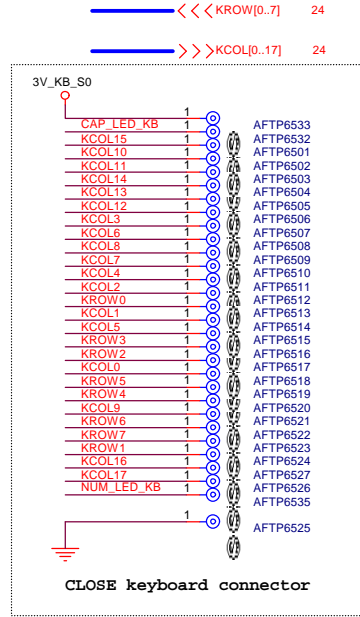 KROW[0..7] 24
KCOL[0..17] 24
3V_KB_S0
1 AFTP6533
CAP_LED_KB 1 AFTP6532
KCOL15 1 AFTP6501
KCOL10 1 AFTP6502
KCOL11 1 AFTP6503
KCOL14 1 AFTP6504
KCOL13 1 AFTP6505
KCOL12 1 AFTP6506
KCOL3 1 AFTP6507
KCOL6 1 AFTP6508
KCOL8 1 AFTP6509
KCOL7 1 AFTP6510
KCOL4 1 AFTP6511
KCOL2 1 AFTP6512
KROW0 1 AFTP6513
KCOL1 1 AFTP6514
KCOL5 1 AFTP6515
KROW3 1 AFTP6516
KROW2 1 AFTP6517
KCOL0 1 AFTP6518
KROW5 1 AFTP6519
KROW4 1 AFTP6520
KCOL9 1 AFTP6521
KROW6 1 AFTP6522
KROW7 1 AFTP6523
KROW1 1 AFTP6524
KCOL16 1 AFTP6527
KCOL17 1 AFTP6526
NUM_LED_KB 1 AFTP6535
1 AFTP6525
CLOSE keyboard connector